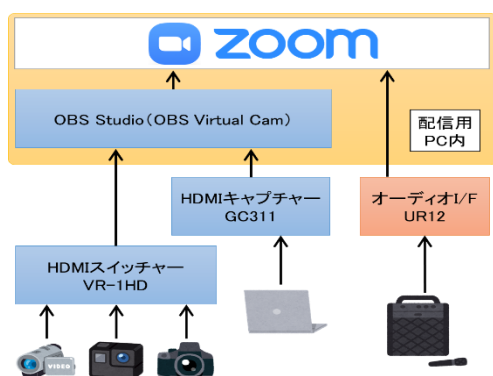 zoom
OBS Studio(OBS Virtual Cam)
配信用
PC内
HDMIキャプチャー
GC311
オーディオI/F
UR12
HDMIスイッチャー
VR-1HD
VIDEO